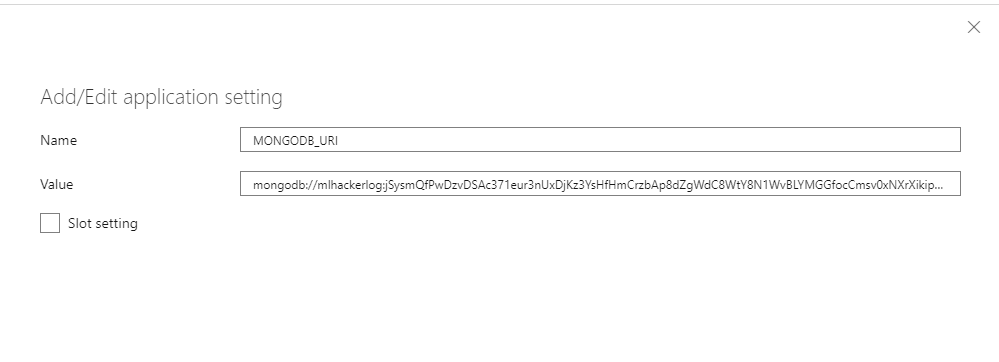 Add/Edit application setting
Name
MONGODB_URI
Value
mongodb://mlhackerlog:jSysmQfPwDzvDSAc371eur3nUxDjKz3YsHfHmCrzbAp8dZgWdC8WtY8N1WvBLYMGGfocCmsv0xNXrXikip...
Slot setting